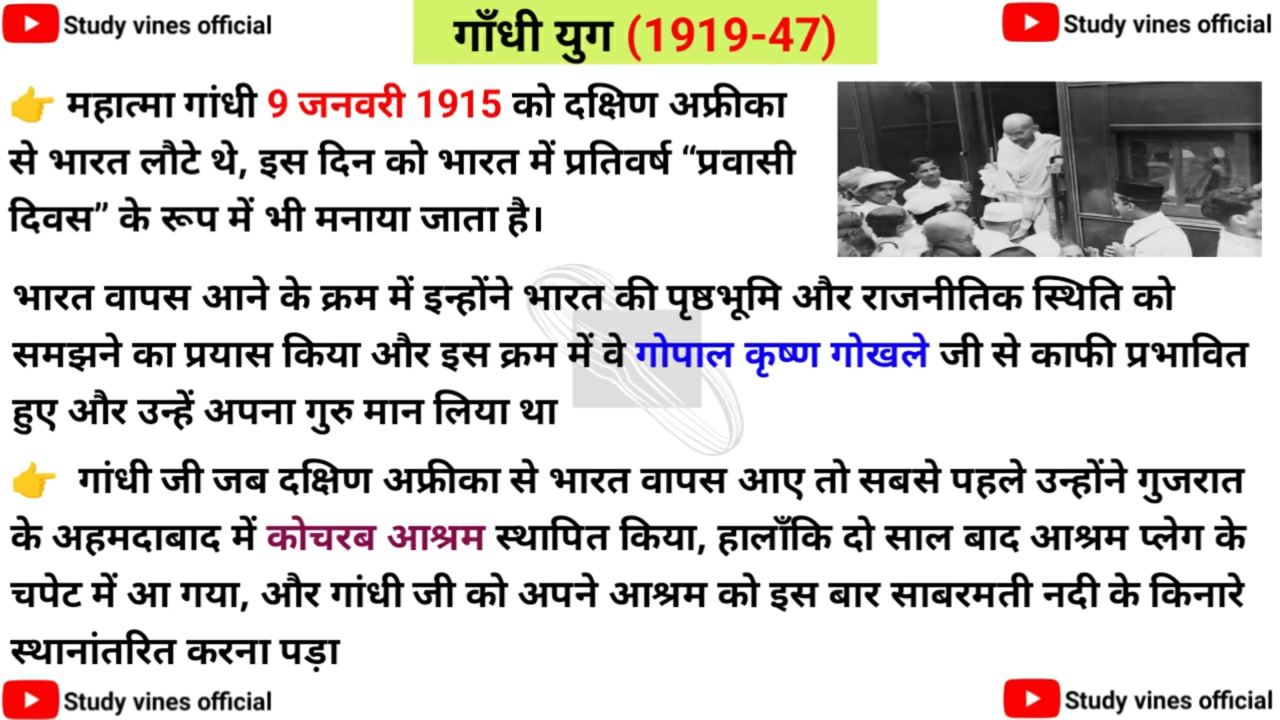 Study vines official
गाँधी युग (1919-47)
Study vines official
👉 महात्मा गांधी 9 जनवरी 1915 को दक्षिण अफ्रीका
से भारत लौटे थे, इस दिन को भारत में प्रतिवर्ष “प्रवासी
दिवस” के रूप में भी मनाया जाता है।
भारत वापस आने के क्रम में इन्होंने भारत की पृष्ठभूमि और राजनीतिक स्थिति को
समझने का प्रयास किया और इस क्रम में वे गोपाल कृष्ण गोखले जी से काफी प्रभावित
हुए और उन्हें अपना गुरु मान लिया था
👉 गांधी जी जब दक्षिण अफ्रीका से भारत वापस आए तो सबसे पहले उन्होंने गुजरात
के अहमदाबाद में कोचरब आश्रम स्थापित किया, हालाँकि दो साल बाद आश्रम प्लेग के
चपेट में आ गया, और गांधी जी को अपने आश्रम को इस बार साबरमती नदी के किनारे
स्थानांतरित करना पड़ा
Study vines official
Study vines official